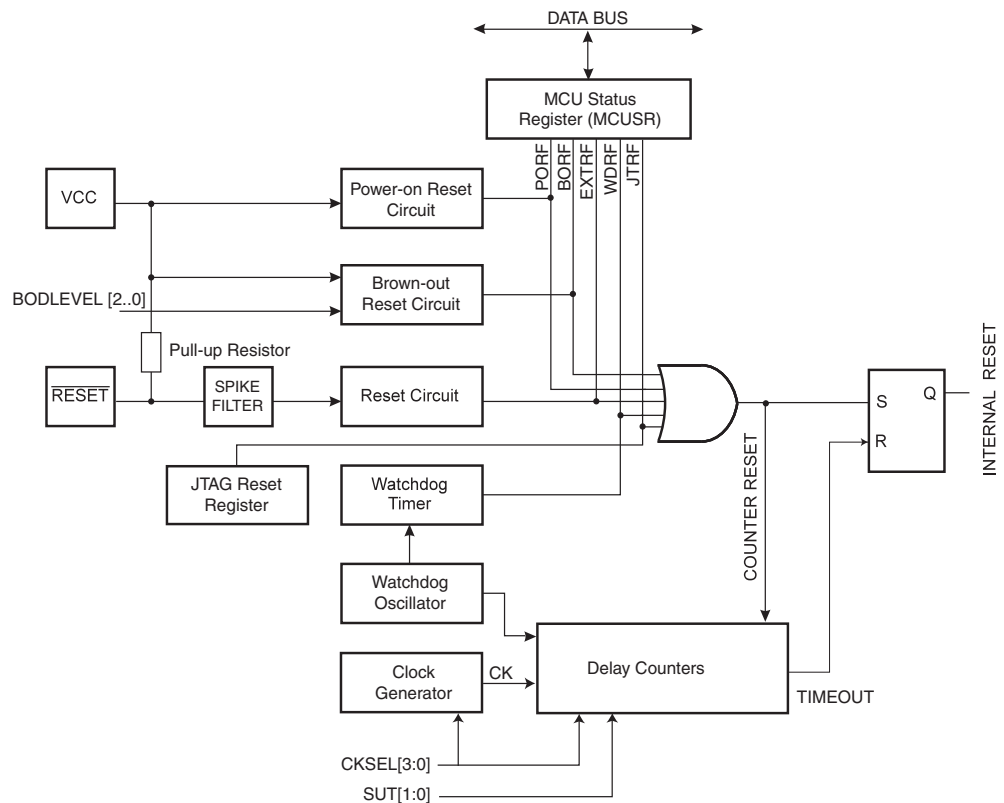 DATA BUS
MCU Status
Register (MCUSR)
PORF
BORF
EXTRF
WDRF
JTRF
VCC
Power-on Reset
Circuit
Brown-out
Reset Circuit
BODLEVEL [2..0]
Pull-up Resistor
RESET
SPIKE
FILTER
Reset Circuit
JTAG Reset
Register
Watchdog
Timer
Watchdog
Oscillator
Clock
Generator
CK
Delay Counters
COUNTER RESET
S
Q
R
INTERNAL RESET
TIMEOUT
CKSEL[3:0]
SUT[1:0]